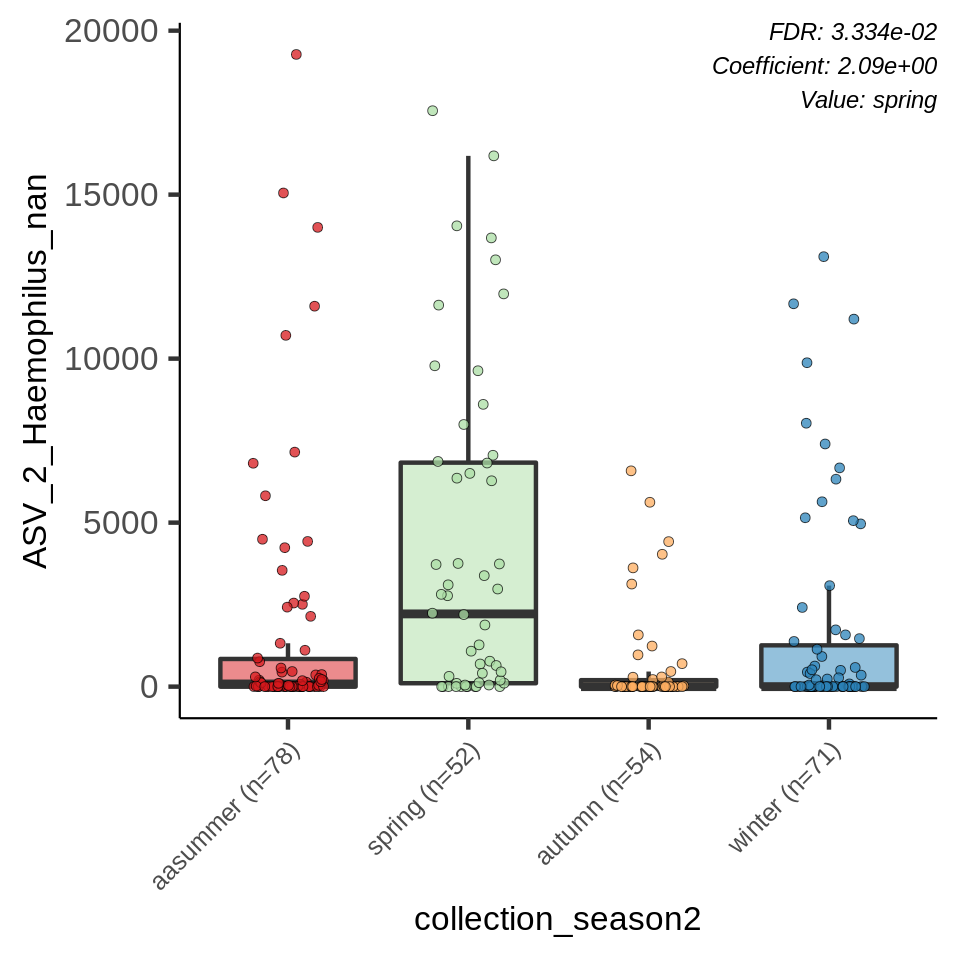 FDR: 3.334e-02
Coefficient: 2.09e+00
Value: spring
ASV_2_Haemophilus_nan
20000
15000
10000
5000
0
aasummer (n=78)
spring (n=52)
autumn (n=54)
winter (n=71)
collection_season2